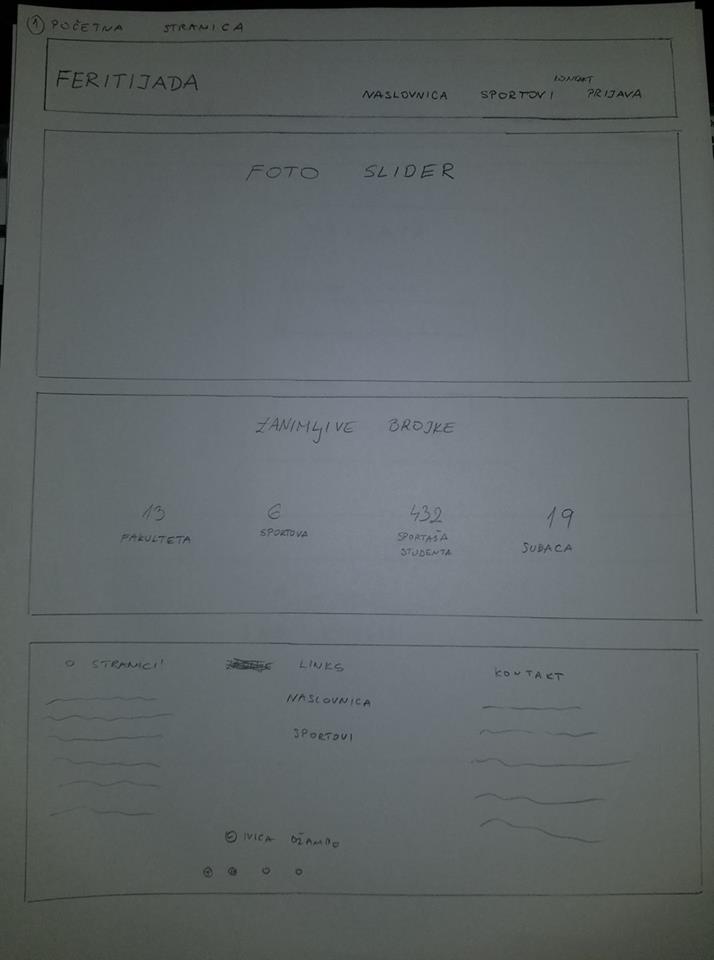 1 POČETNA STRANICA
FERITIJADA
KONTAKT
NASLOVNICA SPORTOVI PRIJAVA
FOTO SLIDER
ZANIMLJIVE BROJKE
13 6 432 19
FAKULTETA SPORTOVA SPORTAŠA SUDACA
STUDENTA
O STRANICI LINKS KONTAKT
NASLOVNICA
SPORTOVI
© IVICA DŽAMBO